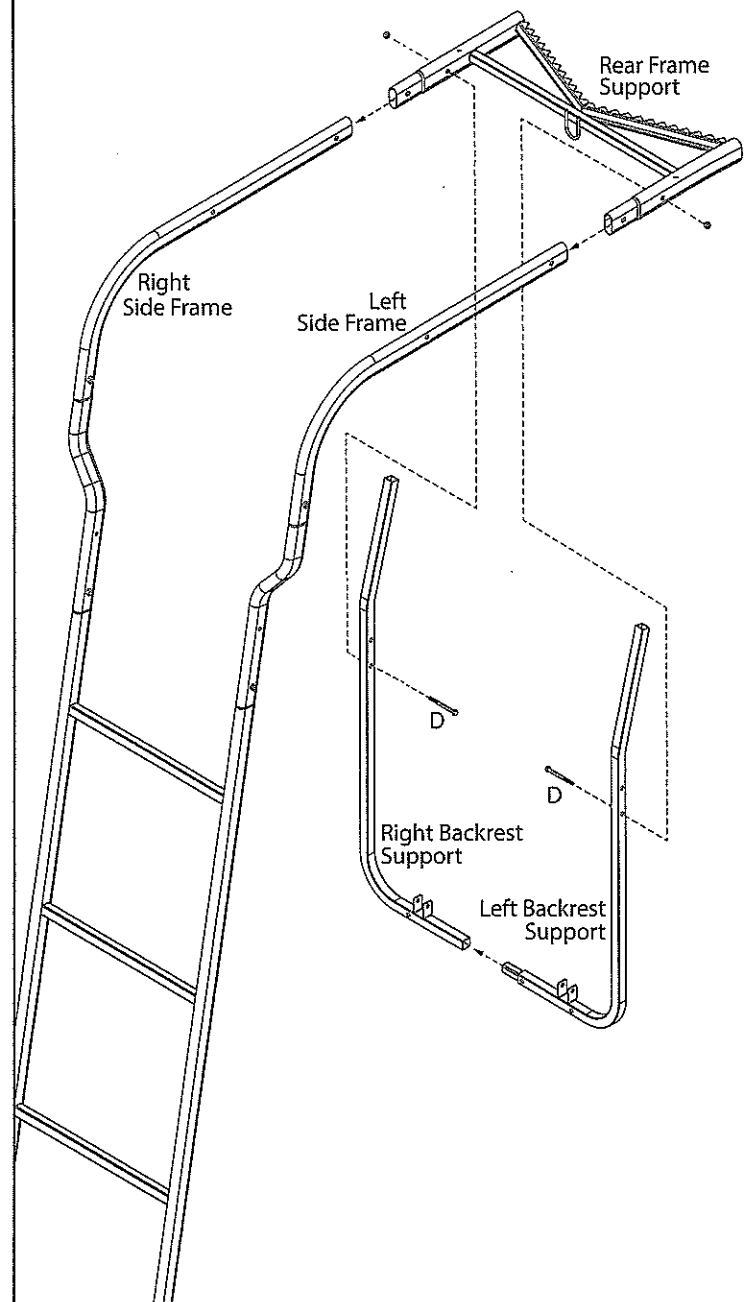 Rear Frame
Support
Right
Side Frame
Left
Side Frame
D
D
Right Backrest
Support
Left Backrest
Support